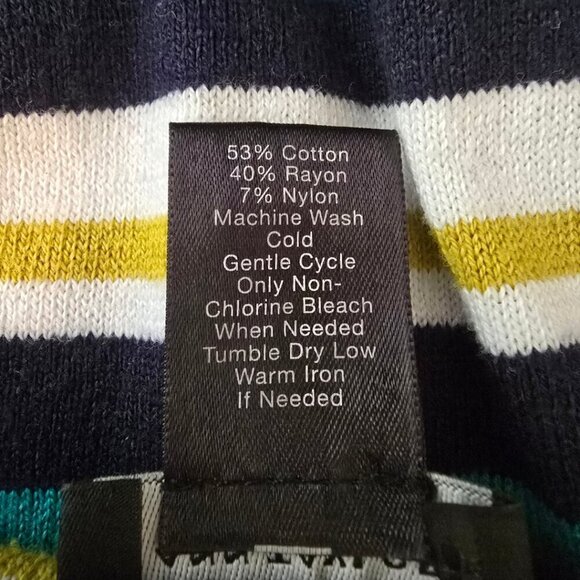 53% Cotton
40% Rayon
7% Nylon
Machine Wash
Cold
Gentle Cycle
Only Non-
Chlorine Bleach
When Needed
Tumble Dry Low
Warm Iron
If Needed